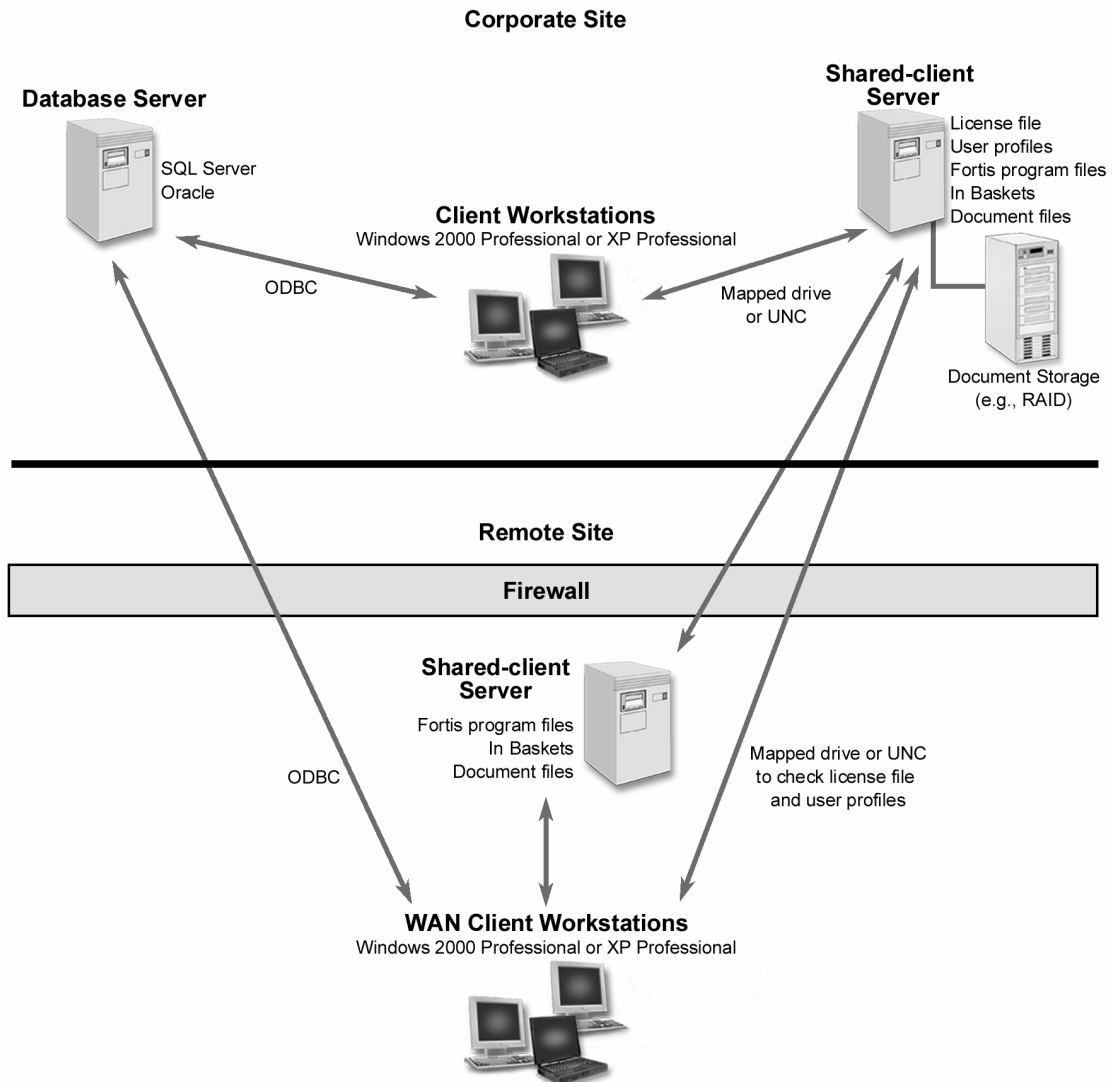 Corporate Site
Database Server
SQL Server
Oracle
Shared-client
Server
License file
User profiles
Fortis program files
In Baskets
Document files
Client Workstations
Windows 2000 Professional or XP Professional
ODBC
Mapped drive
or UNC
Document Storage
(e.g., RAID)
Remote Site
Firewall
Shared-client
Server
Fortis program files
In Baskets
Document files
ODBC
Mapped drive or UNC
to check license file
and user profiles
WAN Client Workstations
Windows 2000 Professional or XP Professional